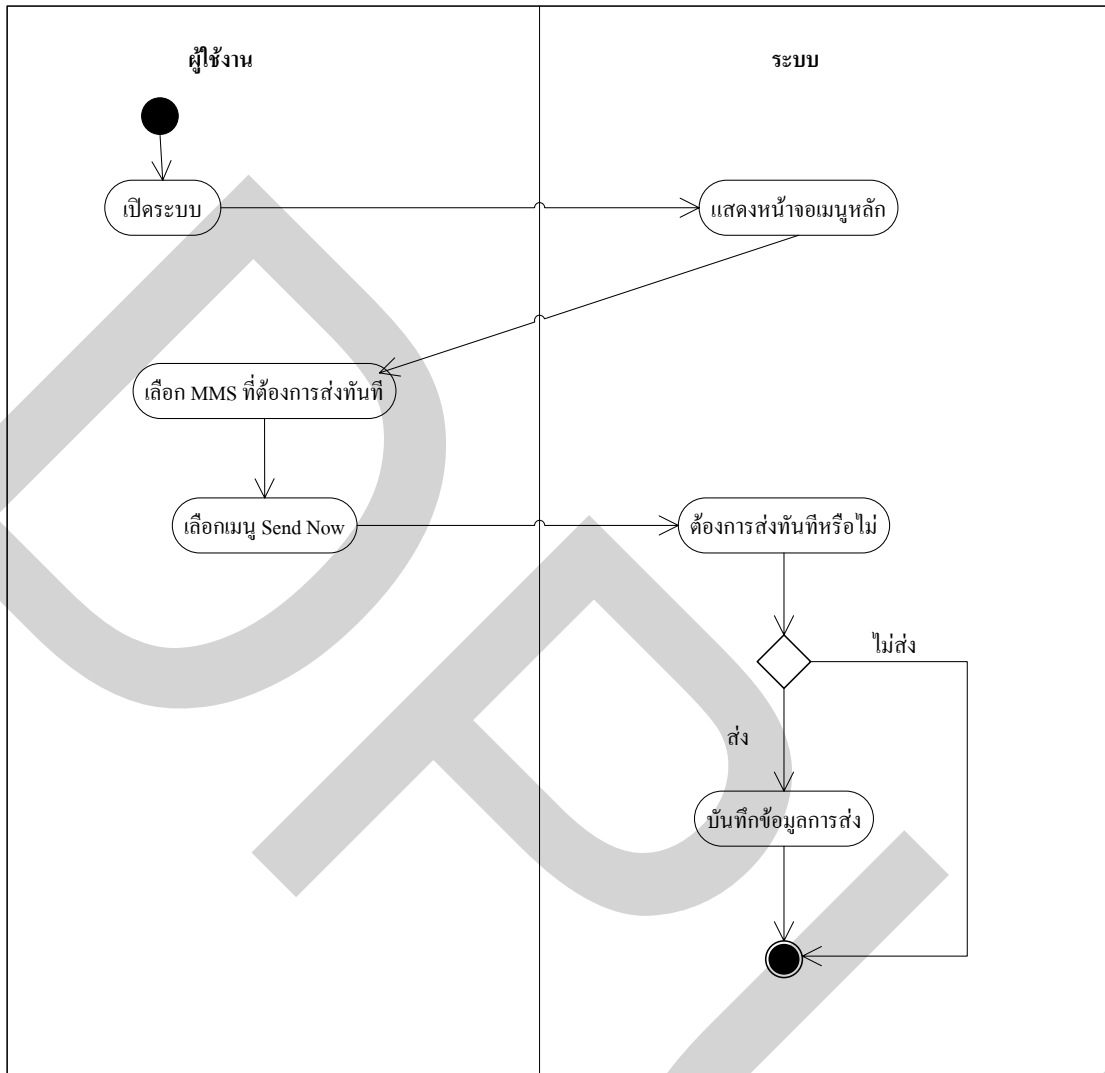 ผู้ใช้งาน
ระบบ
เปิดระบบ
แสดงหน้าจอเมนูหลัก
เลือก MMS ที่ต้องการส่งทันที
เลือกเมนู Send Now
ต้องการส่งทันทีหรือไม่
ไม่ส่ง
ส่ง
บันทึกข้อมูลการส่ง